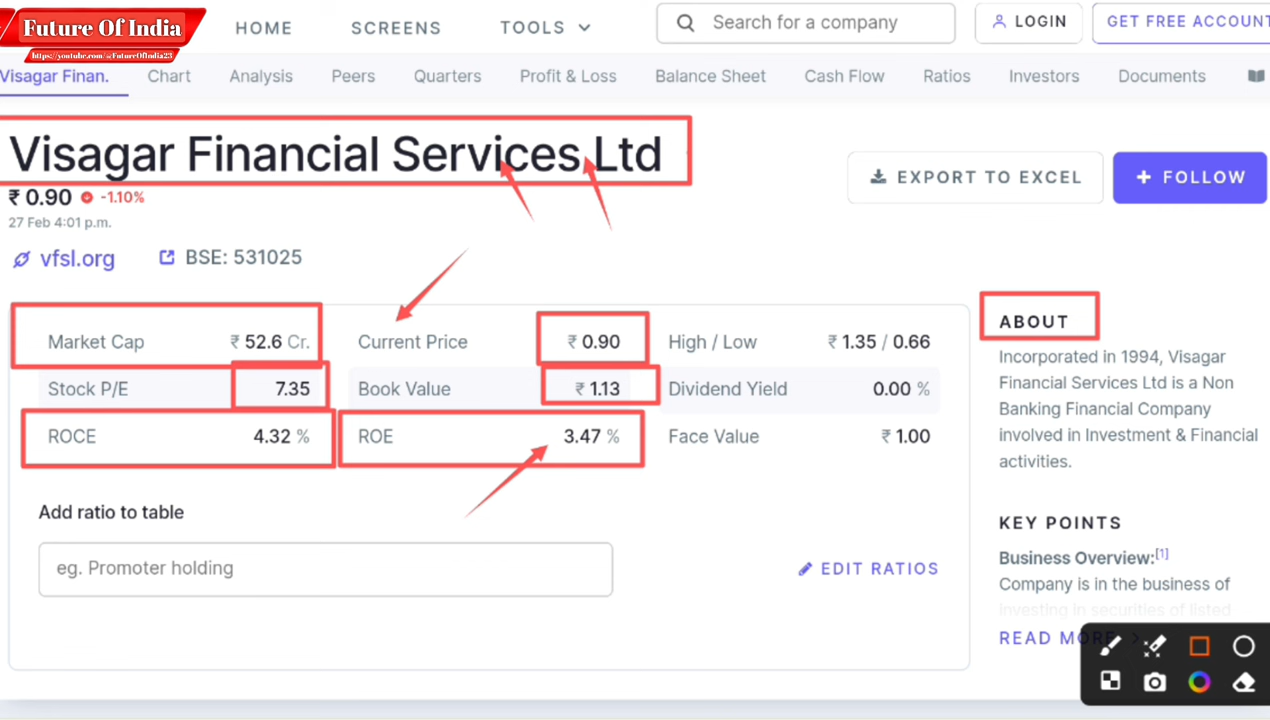 Future Of India
https://youtube.com/@FutureOfIndia23
HOME
SCREENS
TOOLS
Search for a company
LOGIN
GET FREE ACCOUNT
Visagar Finan.
Chart
Analysis
Peers
Quarters
Profit & Loss
Balance Sheet
Cash Flow
Ratios
Investors
Documents
Visagar Financial Services Ltd
₹ 0.90 -1.10%
27 Feb 4:01 p.m.
EXPORT TO EXCEL
+ FOLLOW
vfsl.org
BSE: 531025
Market Cap ₹ 52.6 Cr.
Current Price ₹ 0.90
High / Low ₹ 1.35 / 0.66
Stock P/E 7.35
Book Value ₹ 1.13
Dividend Yield 0.00 %
ROCE 4.32 %
ROE 3.47 %
Face Value ₹ 1.00
Add ratio to table
eg. Promoter holding
EDIT RATIOS
ABOUT
Incorporated in 1994, Visagar
Financial Services Ltd is a Non
Banking Financial Company
involved in Investment & Financial
activities.
KEY POINTS
Business Overview:[1]
Company is in the business of
investing in securities of listed
READ MORE